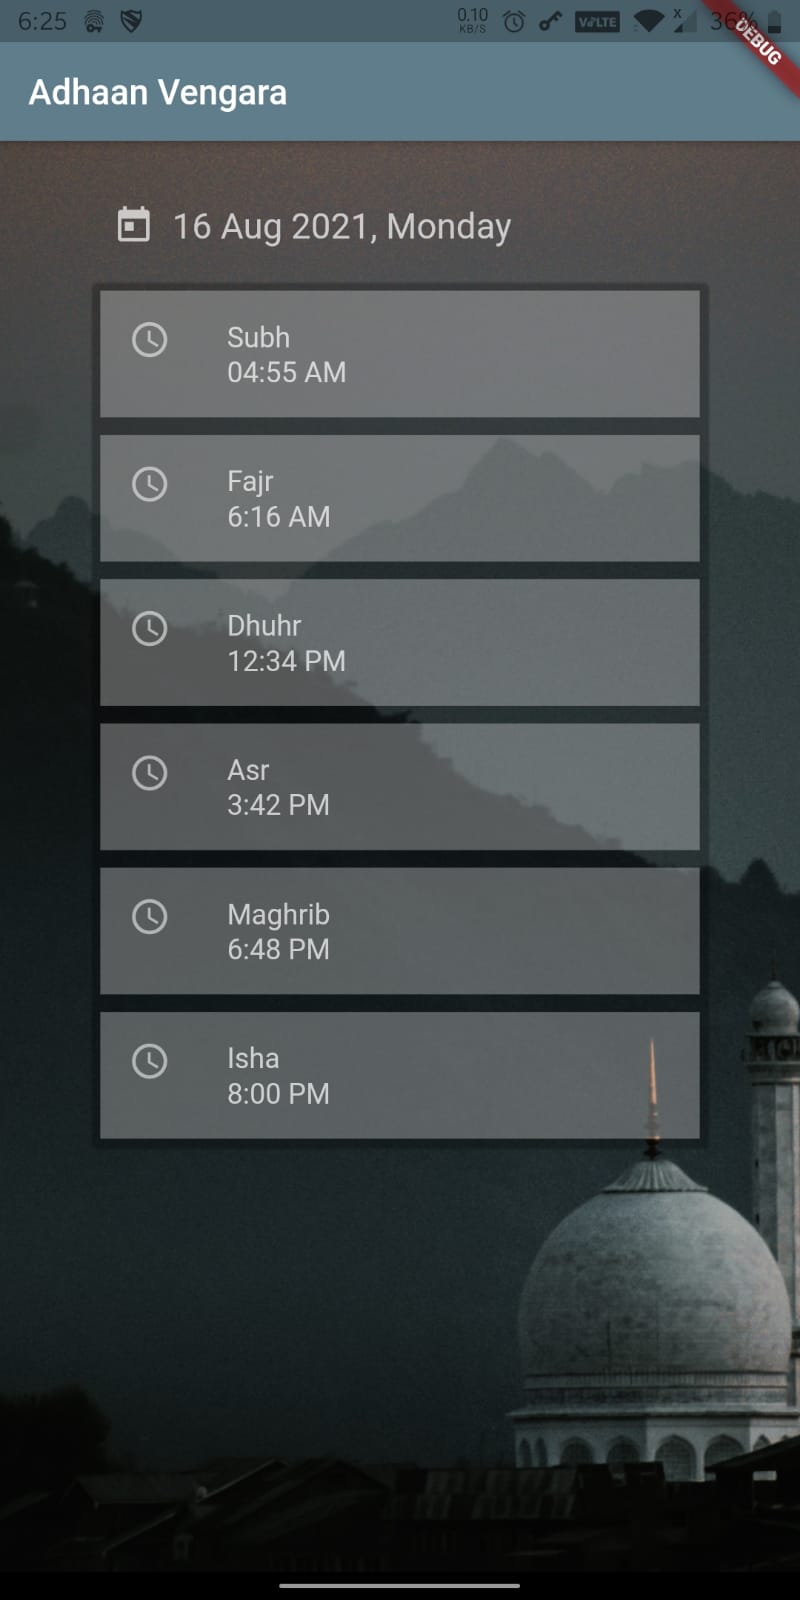 6:25
0.10
KB/S
VoLTE
x
36%
DEBUG
Adhaan Vengara
16 Aug 2021, Monday
Subh
04:55 AM
Fajr
6:16 AM
Dhuhr
12:34 PM
Asr
3:42 PM
Maghrib
6:48 PM
Isha
8:00 PM